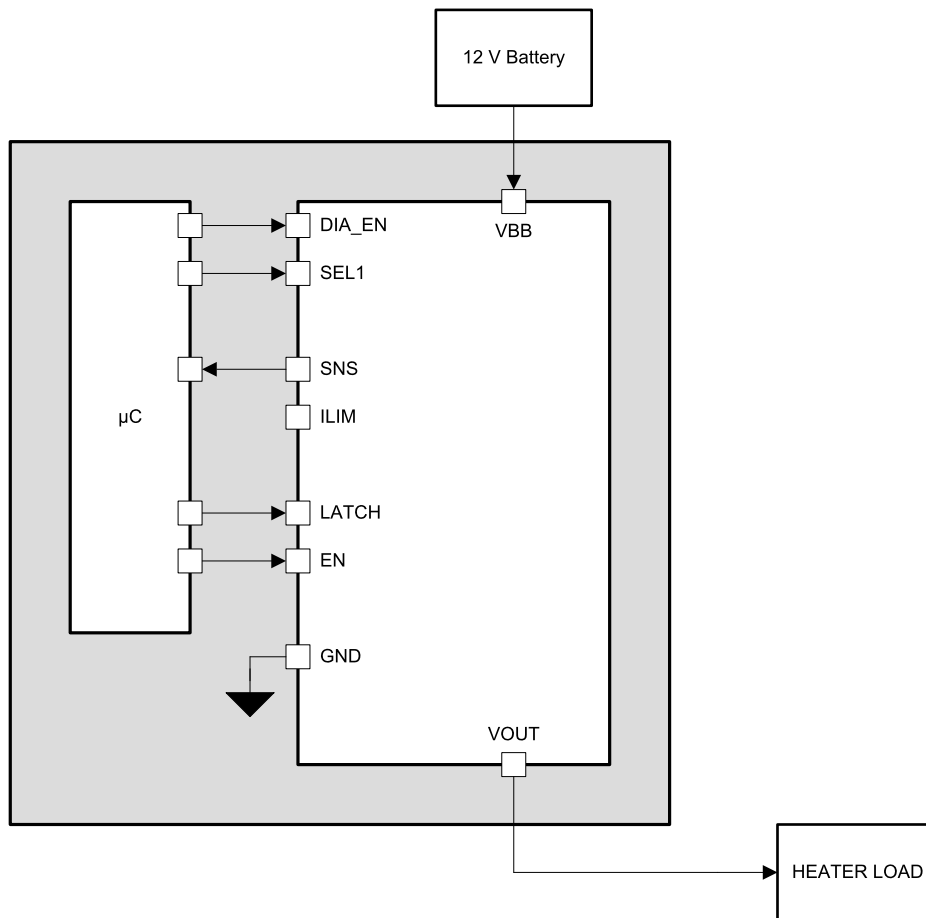 12 V Battery
VBB
DIA_EN
SEL1
SNS
ILIM
µC
LATCH
EN
GND
VOUT
HEATER LOAD